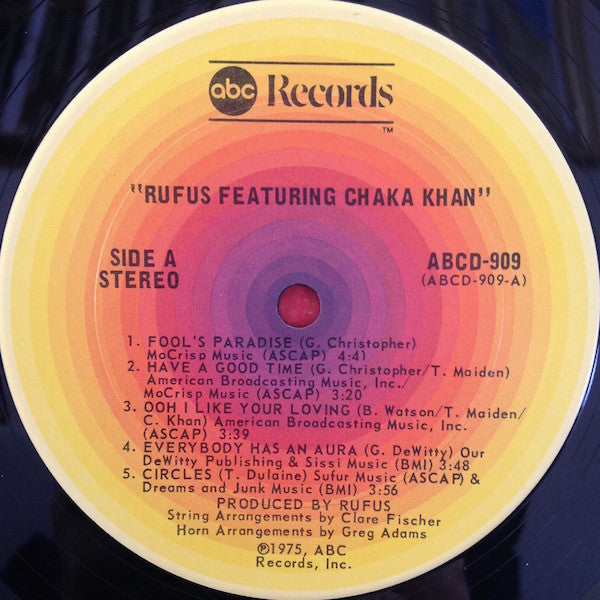 abc Records
TM
"RUFUS FEATURING CHAKA KHAN"
SIDE A
STEREO
ABCD-909
(ABCD-909-A)
1. FOOL'S PARADISE (G. Christopher)
MoCrisp Music (ASCAP) 4:41
2. HAVE A GOOD TIME (G. Christopher/T. Maiden)
American Broadcasting Music, Inc./
MoCrisp Music (ASCAP) 3:20
3. OOH I LIKE YOUR LOVING (B. Watson/T. Maiden/
C. Khan) American Broadcasting Music, Inc.
(ASCAP) 3:39
4. EVERYBODY HAS AN AURA (G. DeWitty) Our
DeWitty Publishing & Sissi Music (BMI) 3:48
5. CIRCLES (T. Dulaine) Sufur Music (ASCAP) &
Dreams and Junk Music (BMI) 3:56
PRODUCED BY RUFUS
String Arrangements by Clare Fischer
Horn Arrangements by Greg Adams
℗1975, ABC
Records, Inc.